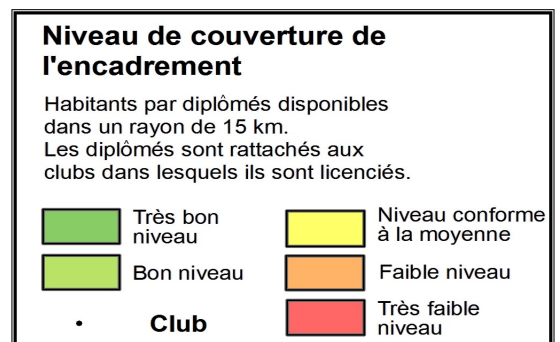 Niveau de couverture de
l'encadrement
Habitants par diplômés disponibles
dans un rayon de 15 km.
Les diplômés sont rattachés aux
clubs dans lesquels ils sont licenciés.
Très bon
niveau
Bon niveau
Club
Niveau conforme
à la moyenne
Faible niveau
Très faible
niveau